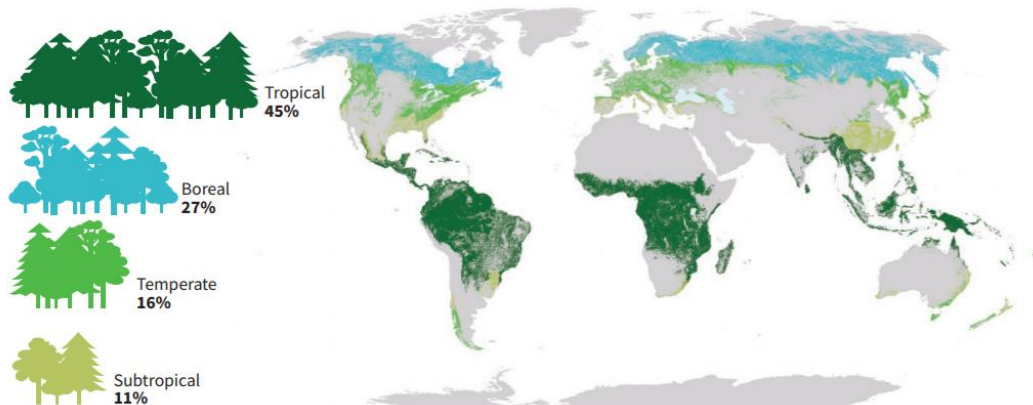 Tropical
45%
Boreal
27%
Temperate
16%
Subtropical
11%